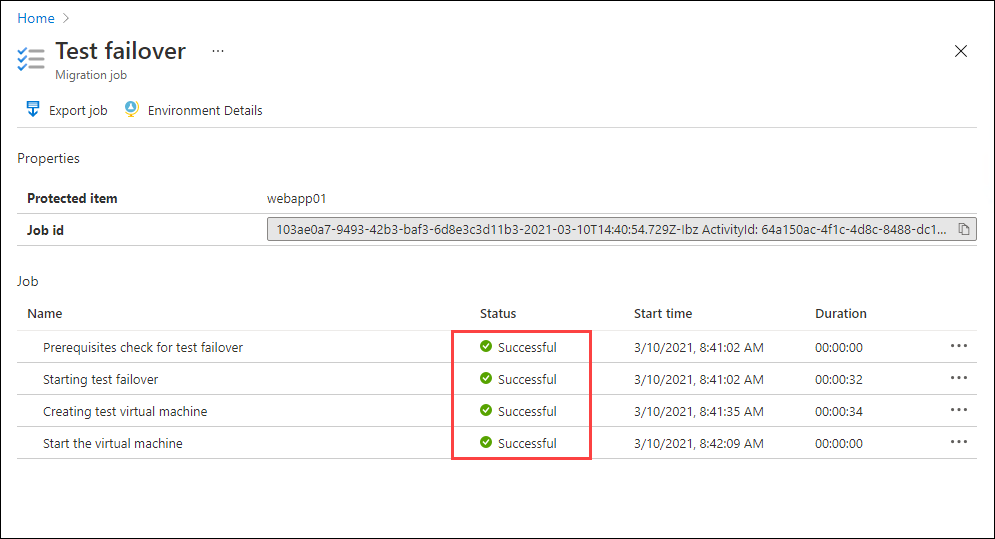 Home
Test failover ...
Migration job
Export job Environment Details
Properties
Protected item webapp01
Job id 103ae0a7-9493-42b3-baf3-6d8e3c3d11b3-2021-03-10T14:40:54.729Z-Ibz ActivityId: 64a150ac-4f1c-4d8c-8488-dc1...
Job
Name Status Start time Duration
Prerequisites check for test failover Successful 3/10/2021, 8:41:02 AM 00:00:00
Starting test failover Successful 3/10/2021, 8:41:02 AM 00:00:32
Creating test virtual machine Successful 3/10/2021, 8:41:35 AM 00:00:34
Start the virtual machine Successful 3/10/2021, 8:42:09 AM 00:00:00